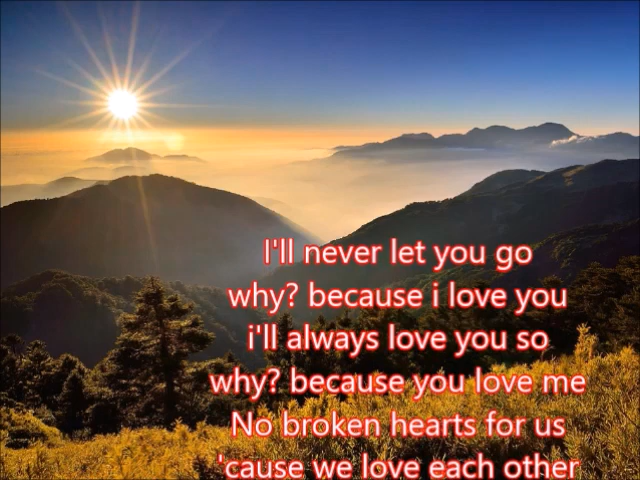 I'll never let you go
why? because i love you
i'll always love you so
why? because you love me
No broken hearts for us
'cause we love each other